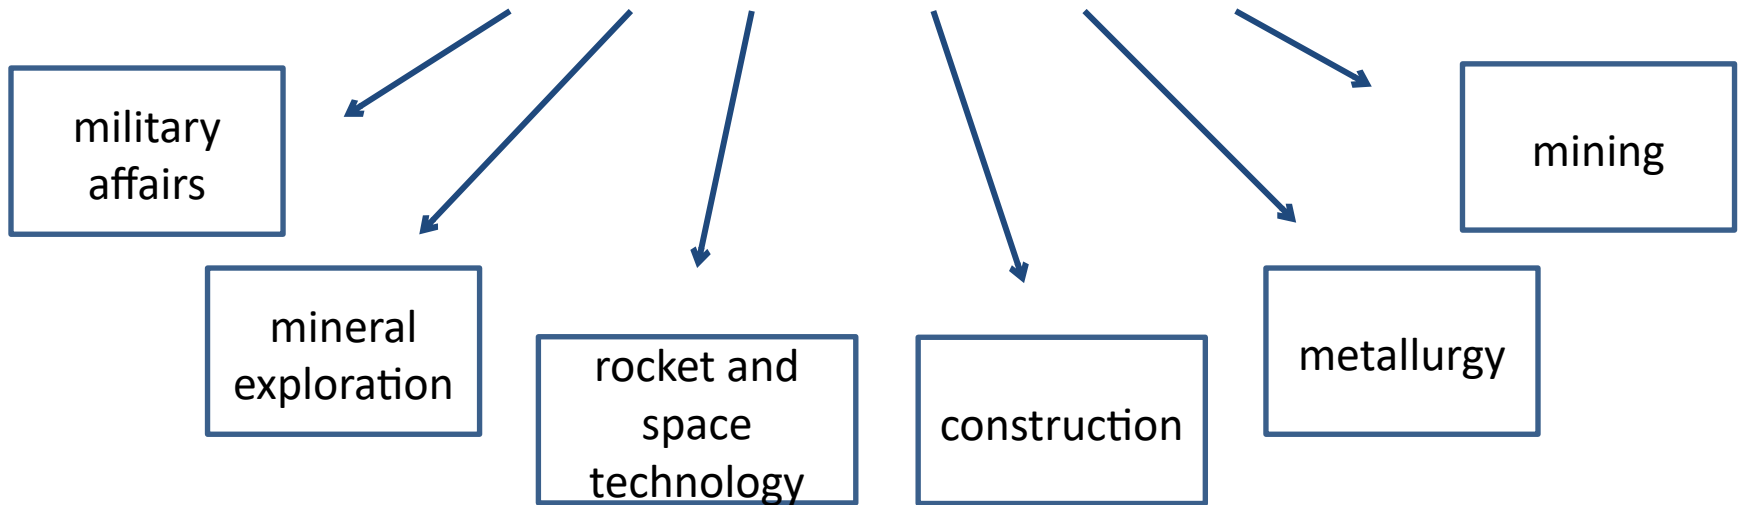 military
affairs
mineral
exploration
rocket and
space
technology
construction
metallurgy
mining